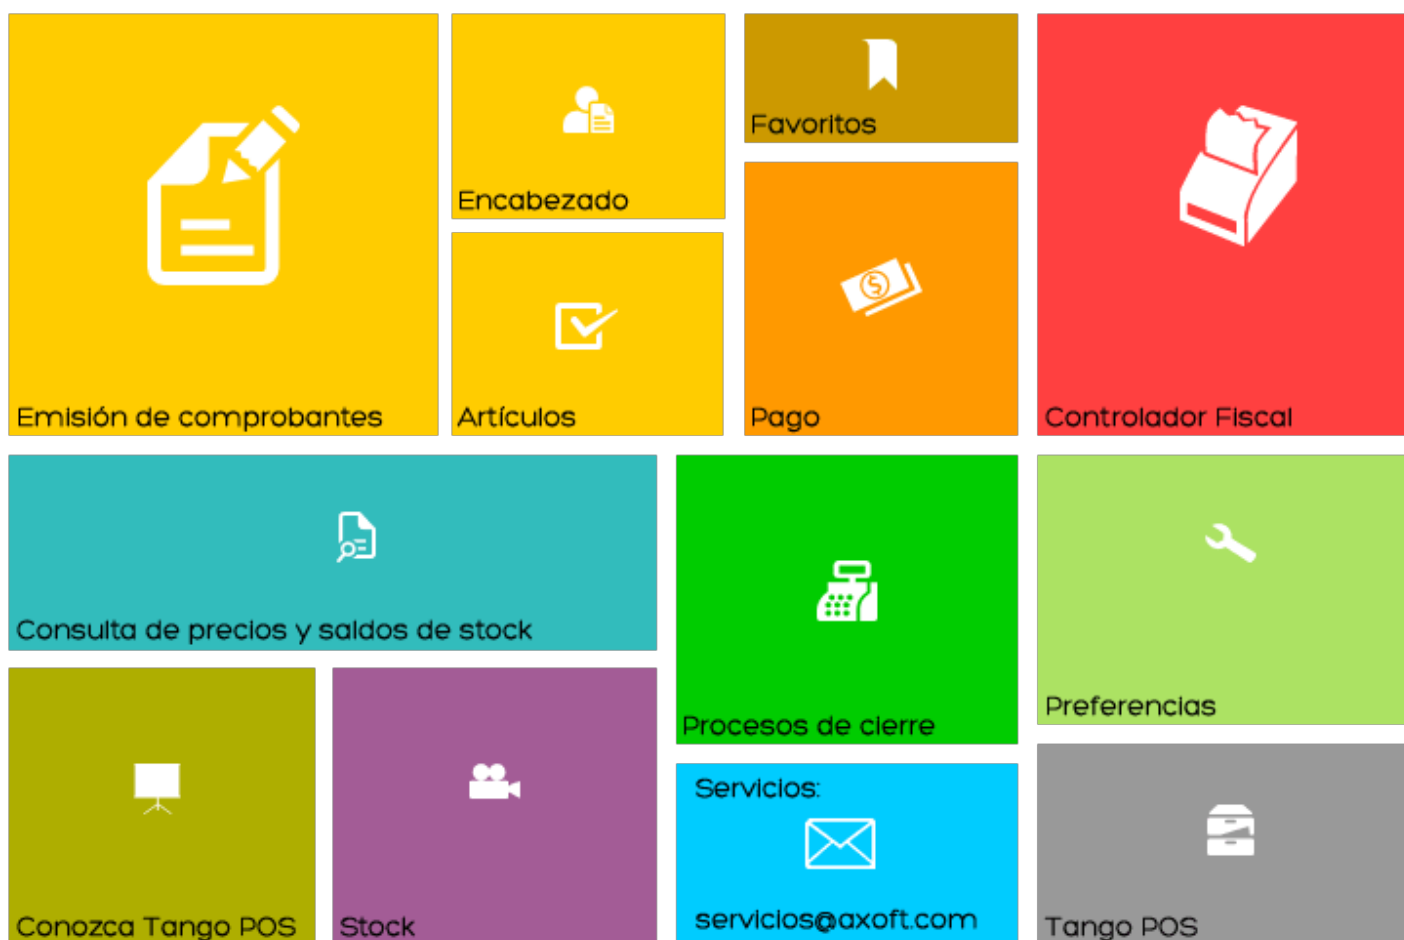 Favoritos
Encabezado
Emisión de comprobantes
Artículos
Pago
Controlador Fiscal
Consulta de precios y saldos de stock
Procesos de cierre
Preferencias
Conozca Tango POS
Stock
Servicios:
servicios@axoft.com
Tango POS